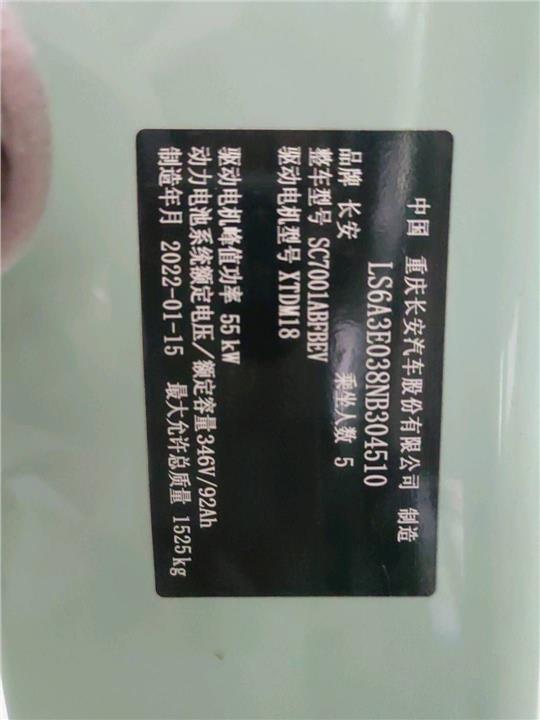 中国 重庆长安汽车股份有限公司 制造
LS6A3E038NB304510
品牌 长安 乘坐人数 5
整车型号 SC7001ABFBEV
驱动电机型号 XTDM18
驱动电机峰值功率 55kW
动力电池系统额定电压/额定容量346V/92Ah
制造年月 2022-01-15 最大允许总质量 1525kg